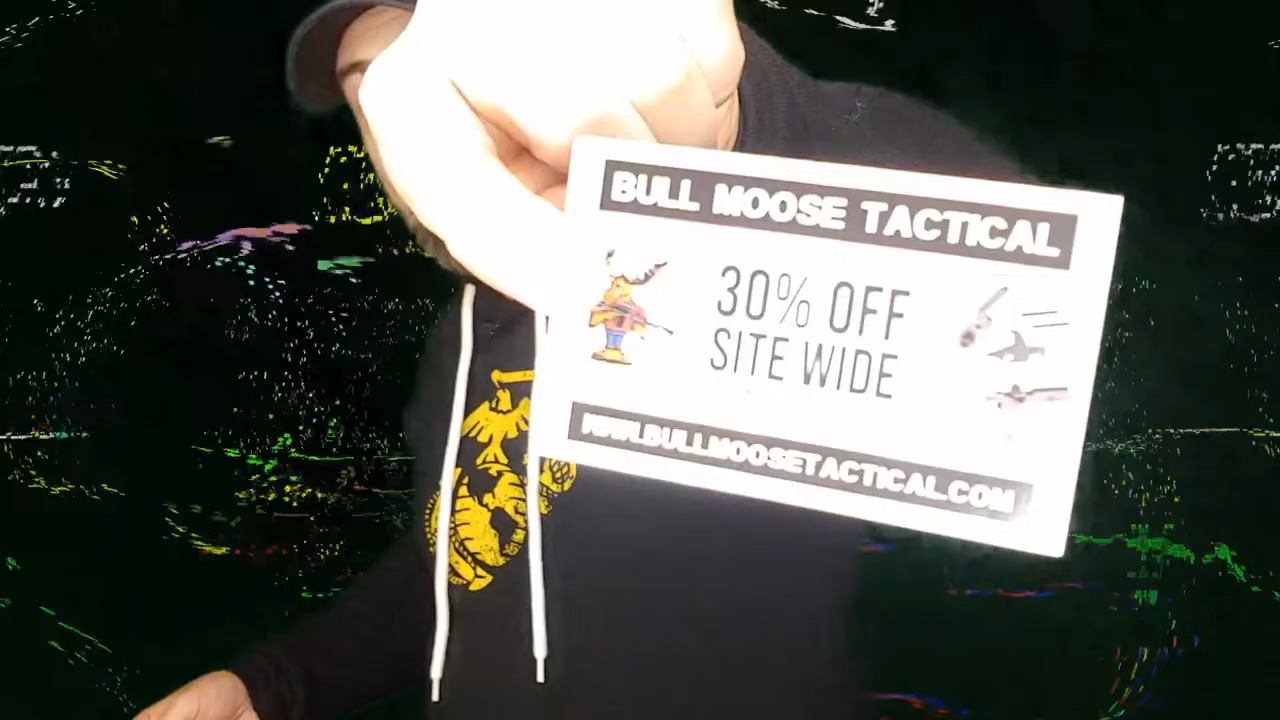 BULL MOOSE TACTICAL
30% OFF
SITE WIDE
WWW.BULLMOOSETACTICAL.COM